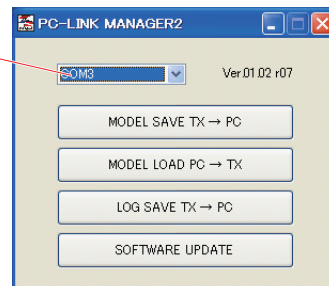 PC-LINK MANAGER2
COM3 Ver.01.02 r07
MODEL SAVE TX → PC
MODEL LOAD PC → TX
LOG SAVE TX → PC
SOFTWARE UPDATE